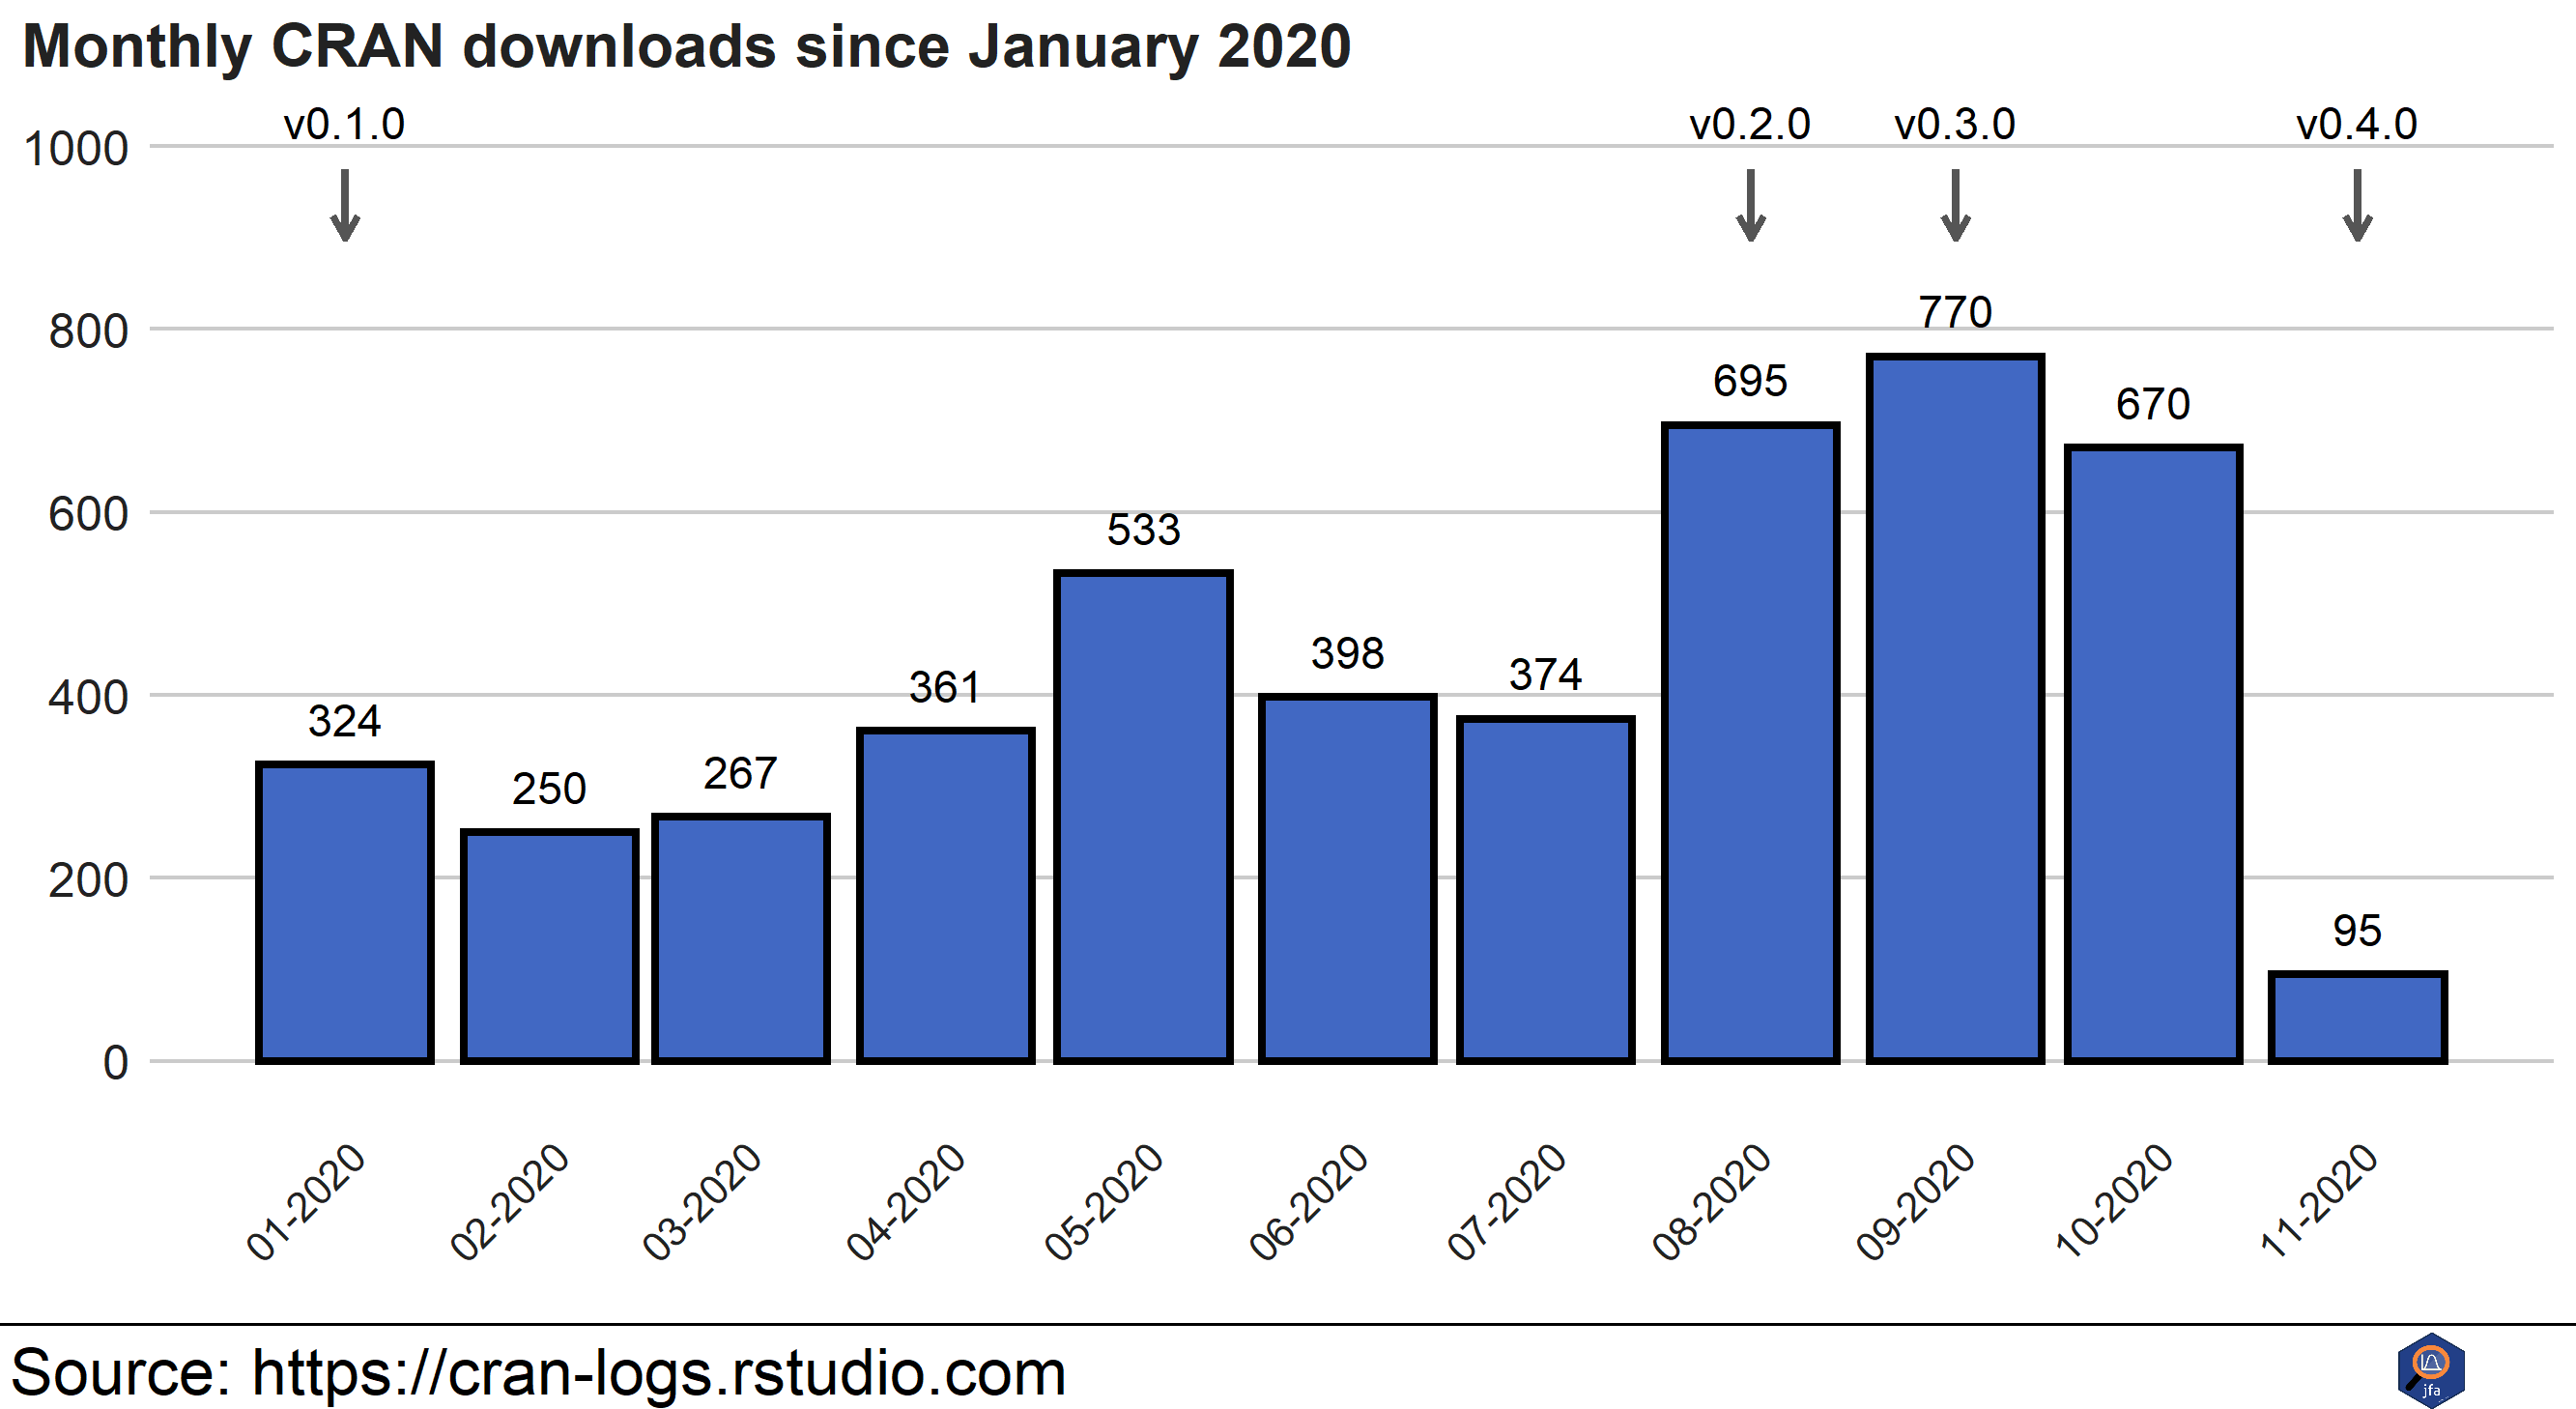 Monthly CRAN downloads since January 2020
v0.1.0 v0.2.0 v0.3.0 v0.4.0
1000
800
600
400
200
0
324 250 267 361 533 398 374 695 770 670 95
01-2020 02-2020 03-2020 04-2020 05-2020 06-2020 07-2020 08-2020 09-2020 10-2020 11-2020
Source: https://cran-logs.rstudio.com
jfa